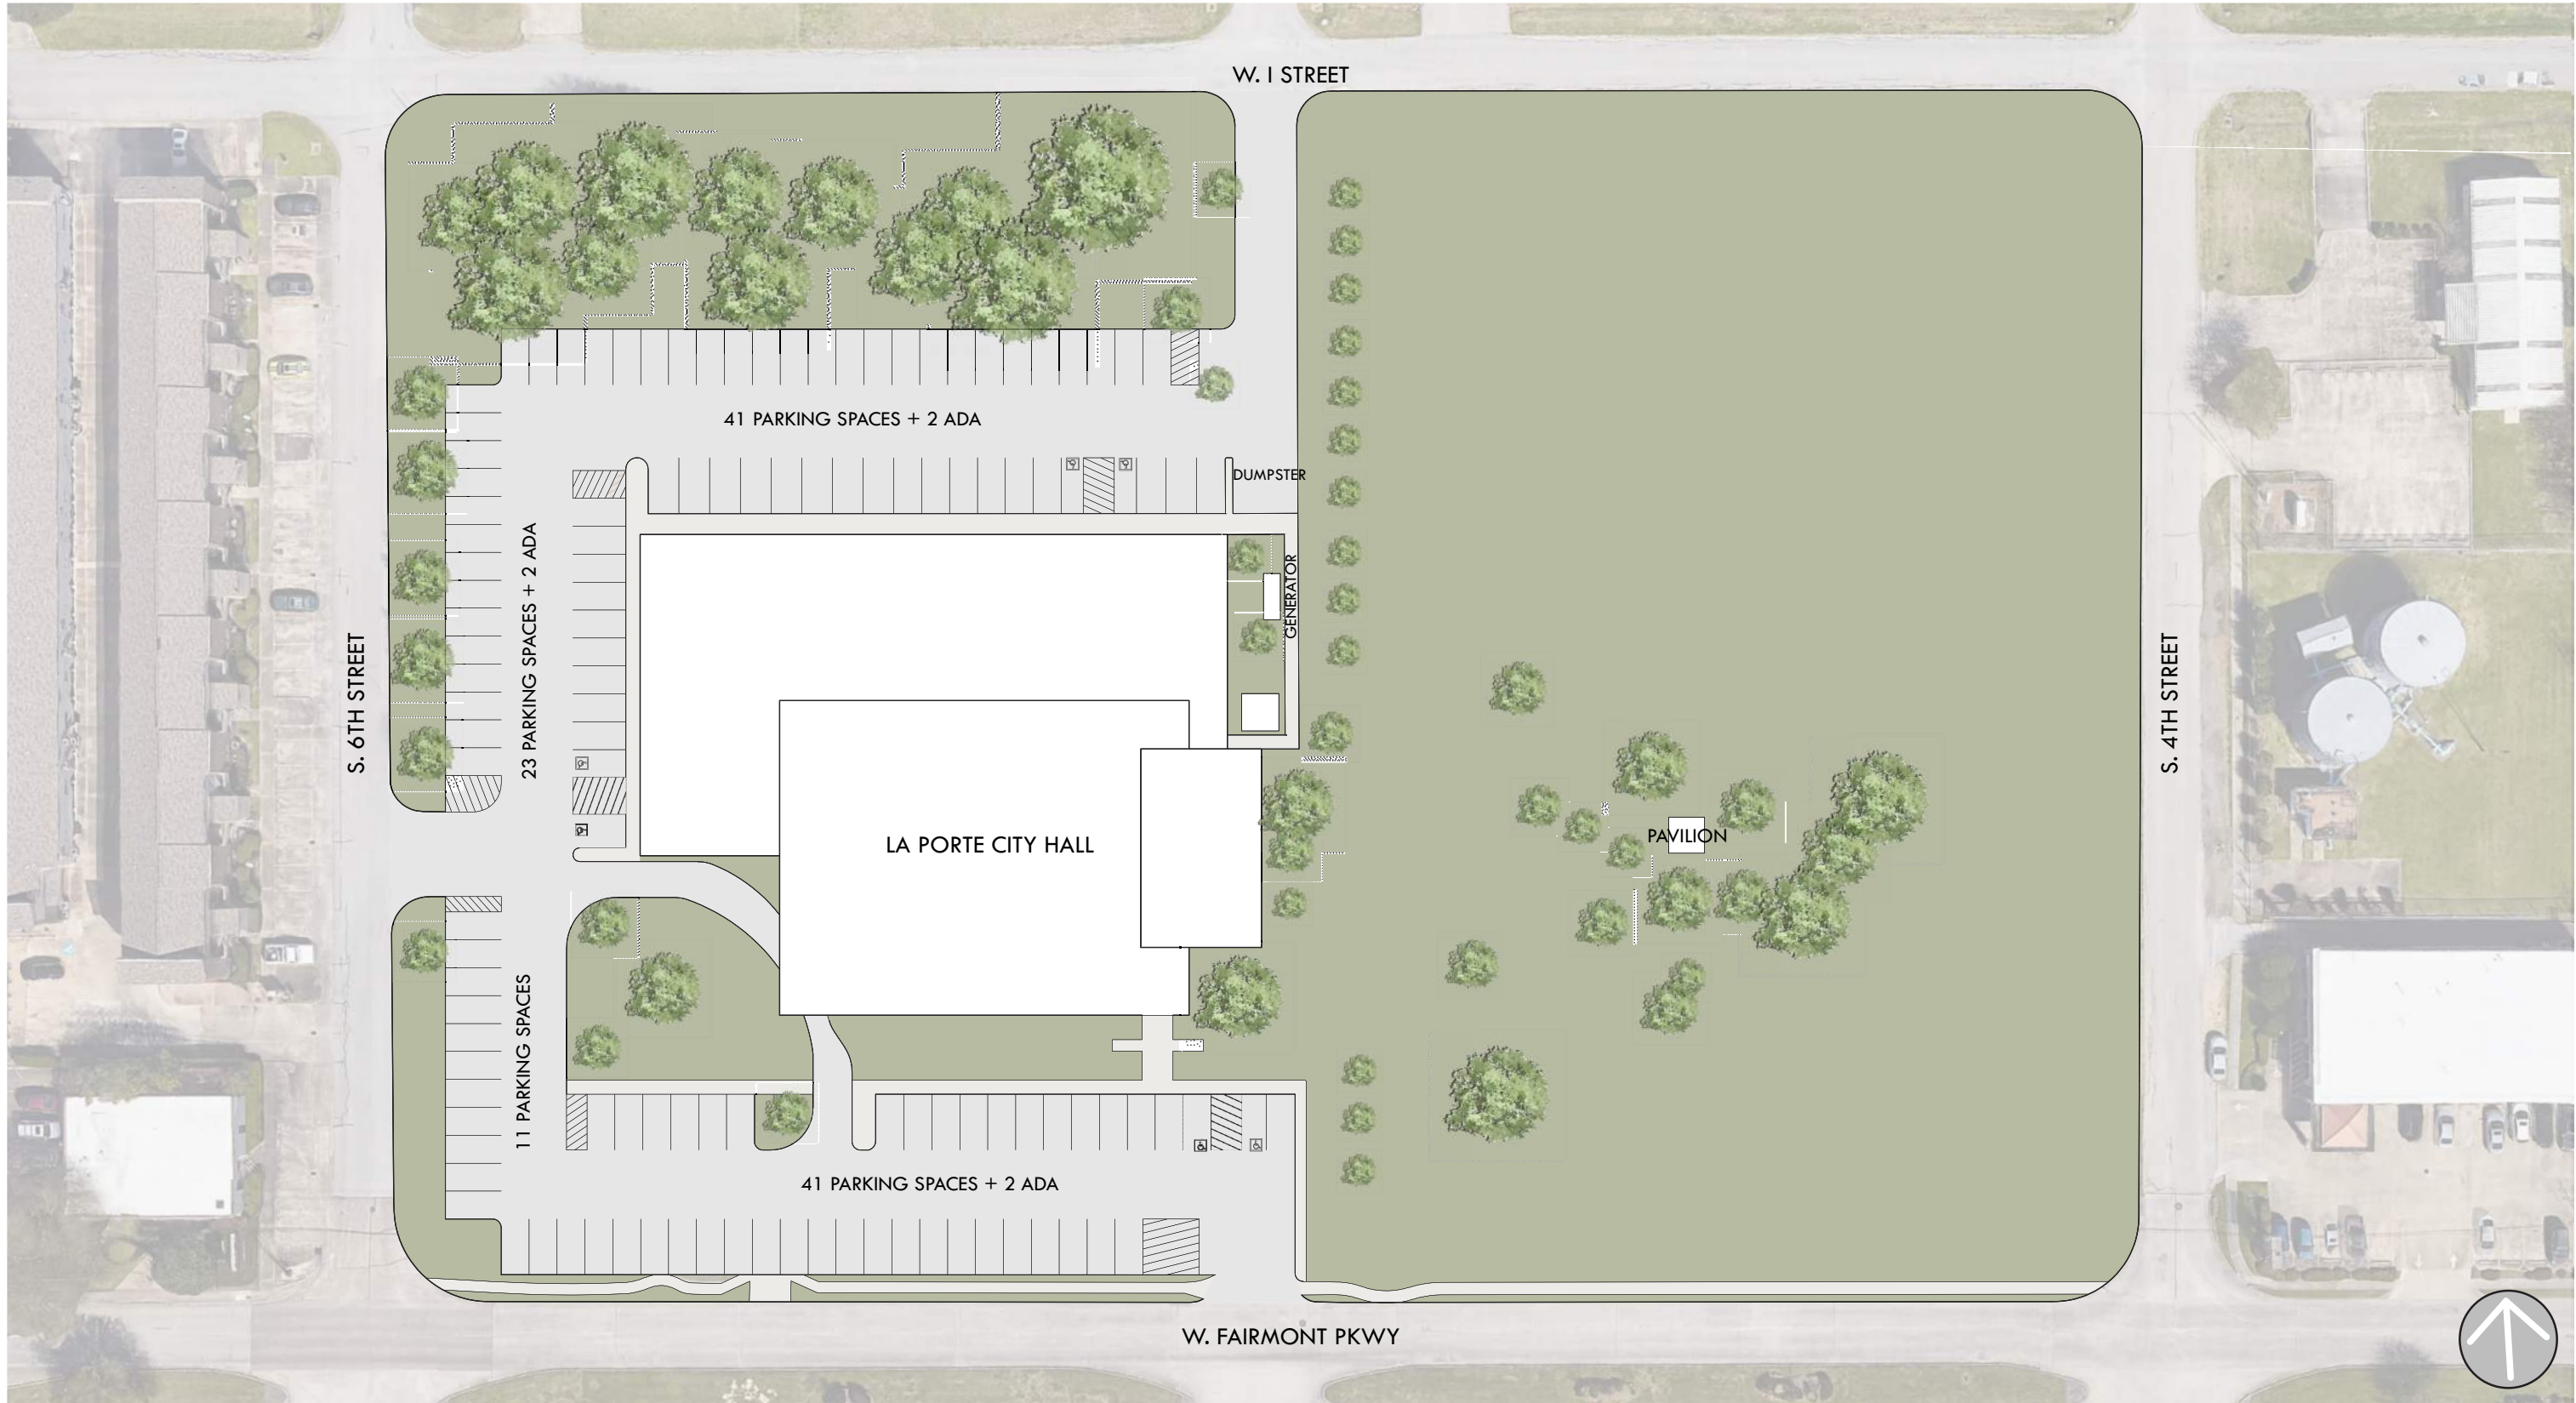 W. I STREET
41 PARKING SPACES + 2 ADA
DUMPSTER
23 PARKING SPACES + 2 ADA
GENERATOR
S. 6TH STREET
S. 4TH STREET
PAVILION
LA PORTE CITY HALL
11 PARKING SPACES
41 PARKING SPACES + 2 ADA
W. FAIRMONT PKWY